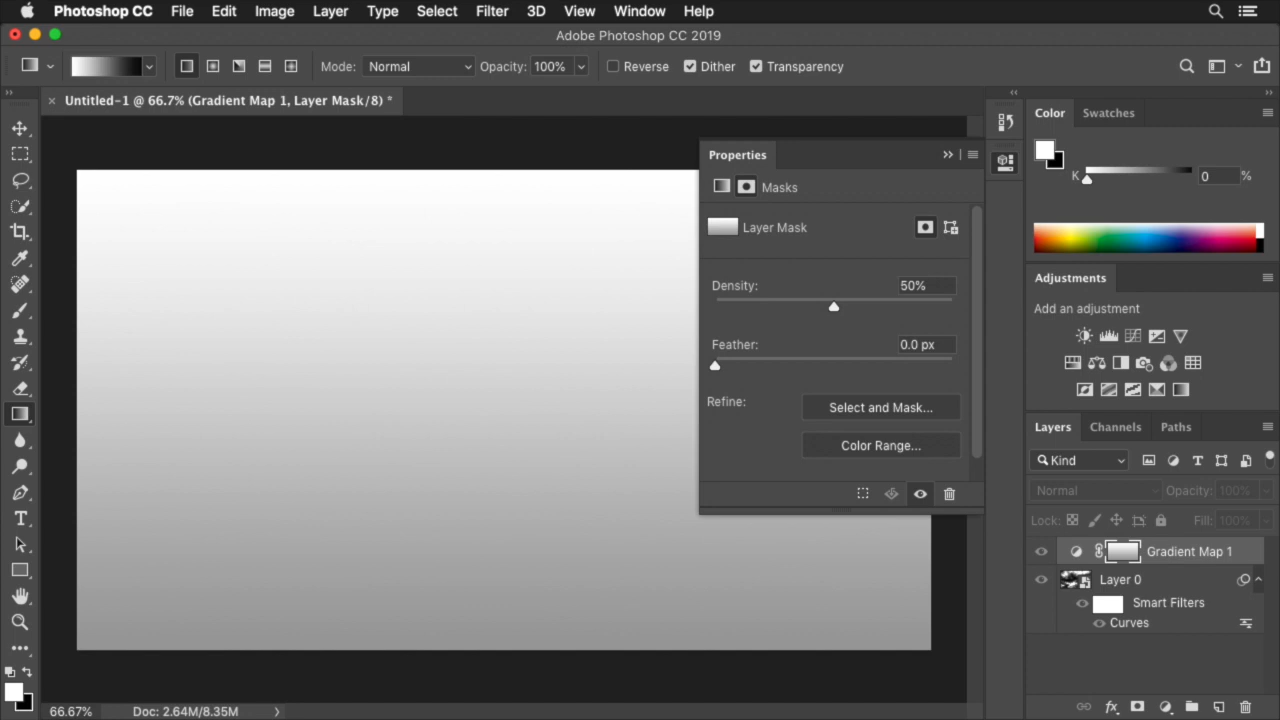 Photoshop CC File Edit Image Layer Type Select Filter 3D View Window Help
Adobe Photoshop CC 2019
Mode: Normal Opacity: 100% Reverse Dither Transparency
Untitled-1 @ 66.7% (Gradient Map 1, Layer Mask/8) *
Color Swatches
K 0 %
Properties
Masks
Layer Mask
Density: 50%
Feather: 0.0 px
Refine: Select and Mask...
Color Range...
Adjustments
Add an adjustment
Layers Channels Paths
Kind
Normal Opacity: 100%
Lock: Fill: 100%
Gradient Map 1
Layer 0
Smart Filters
Curves
66.67% Doc: 2.64M/8.35M